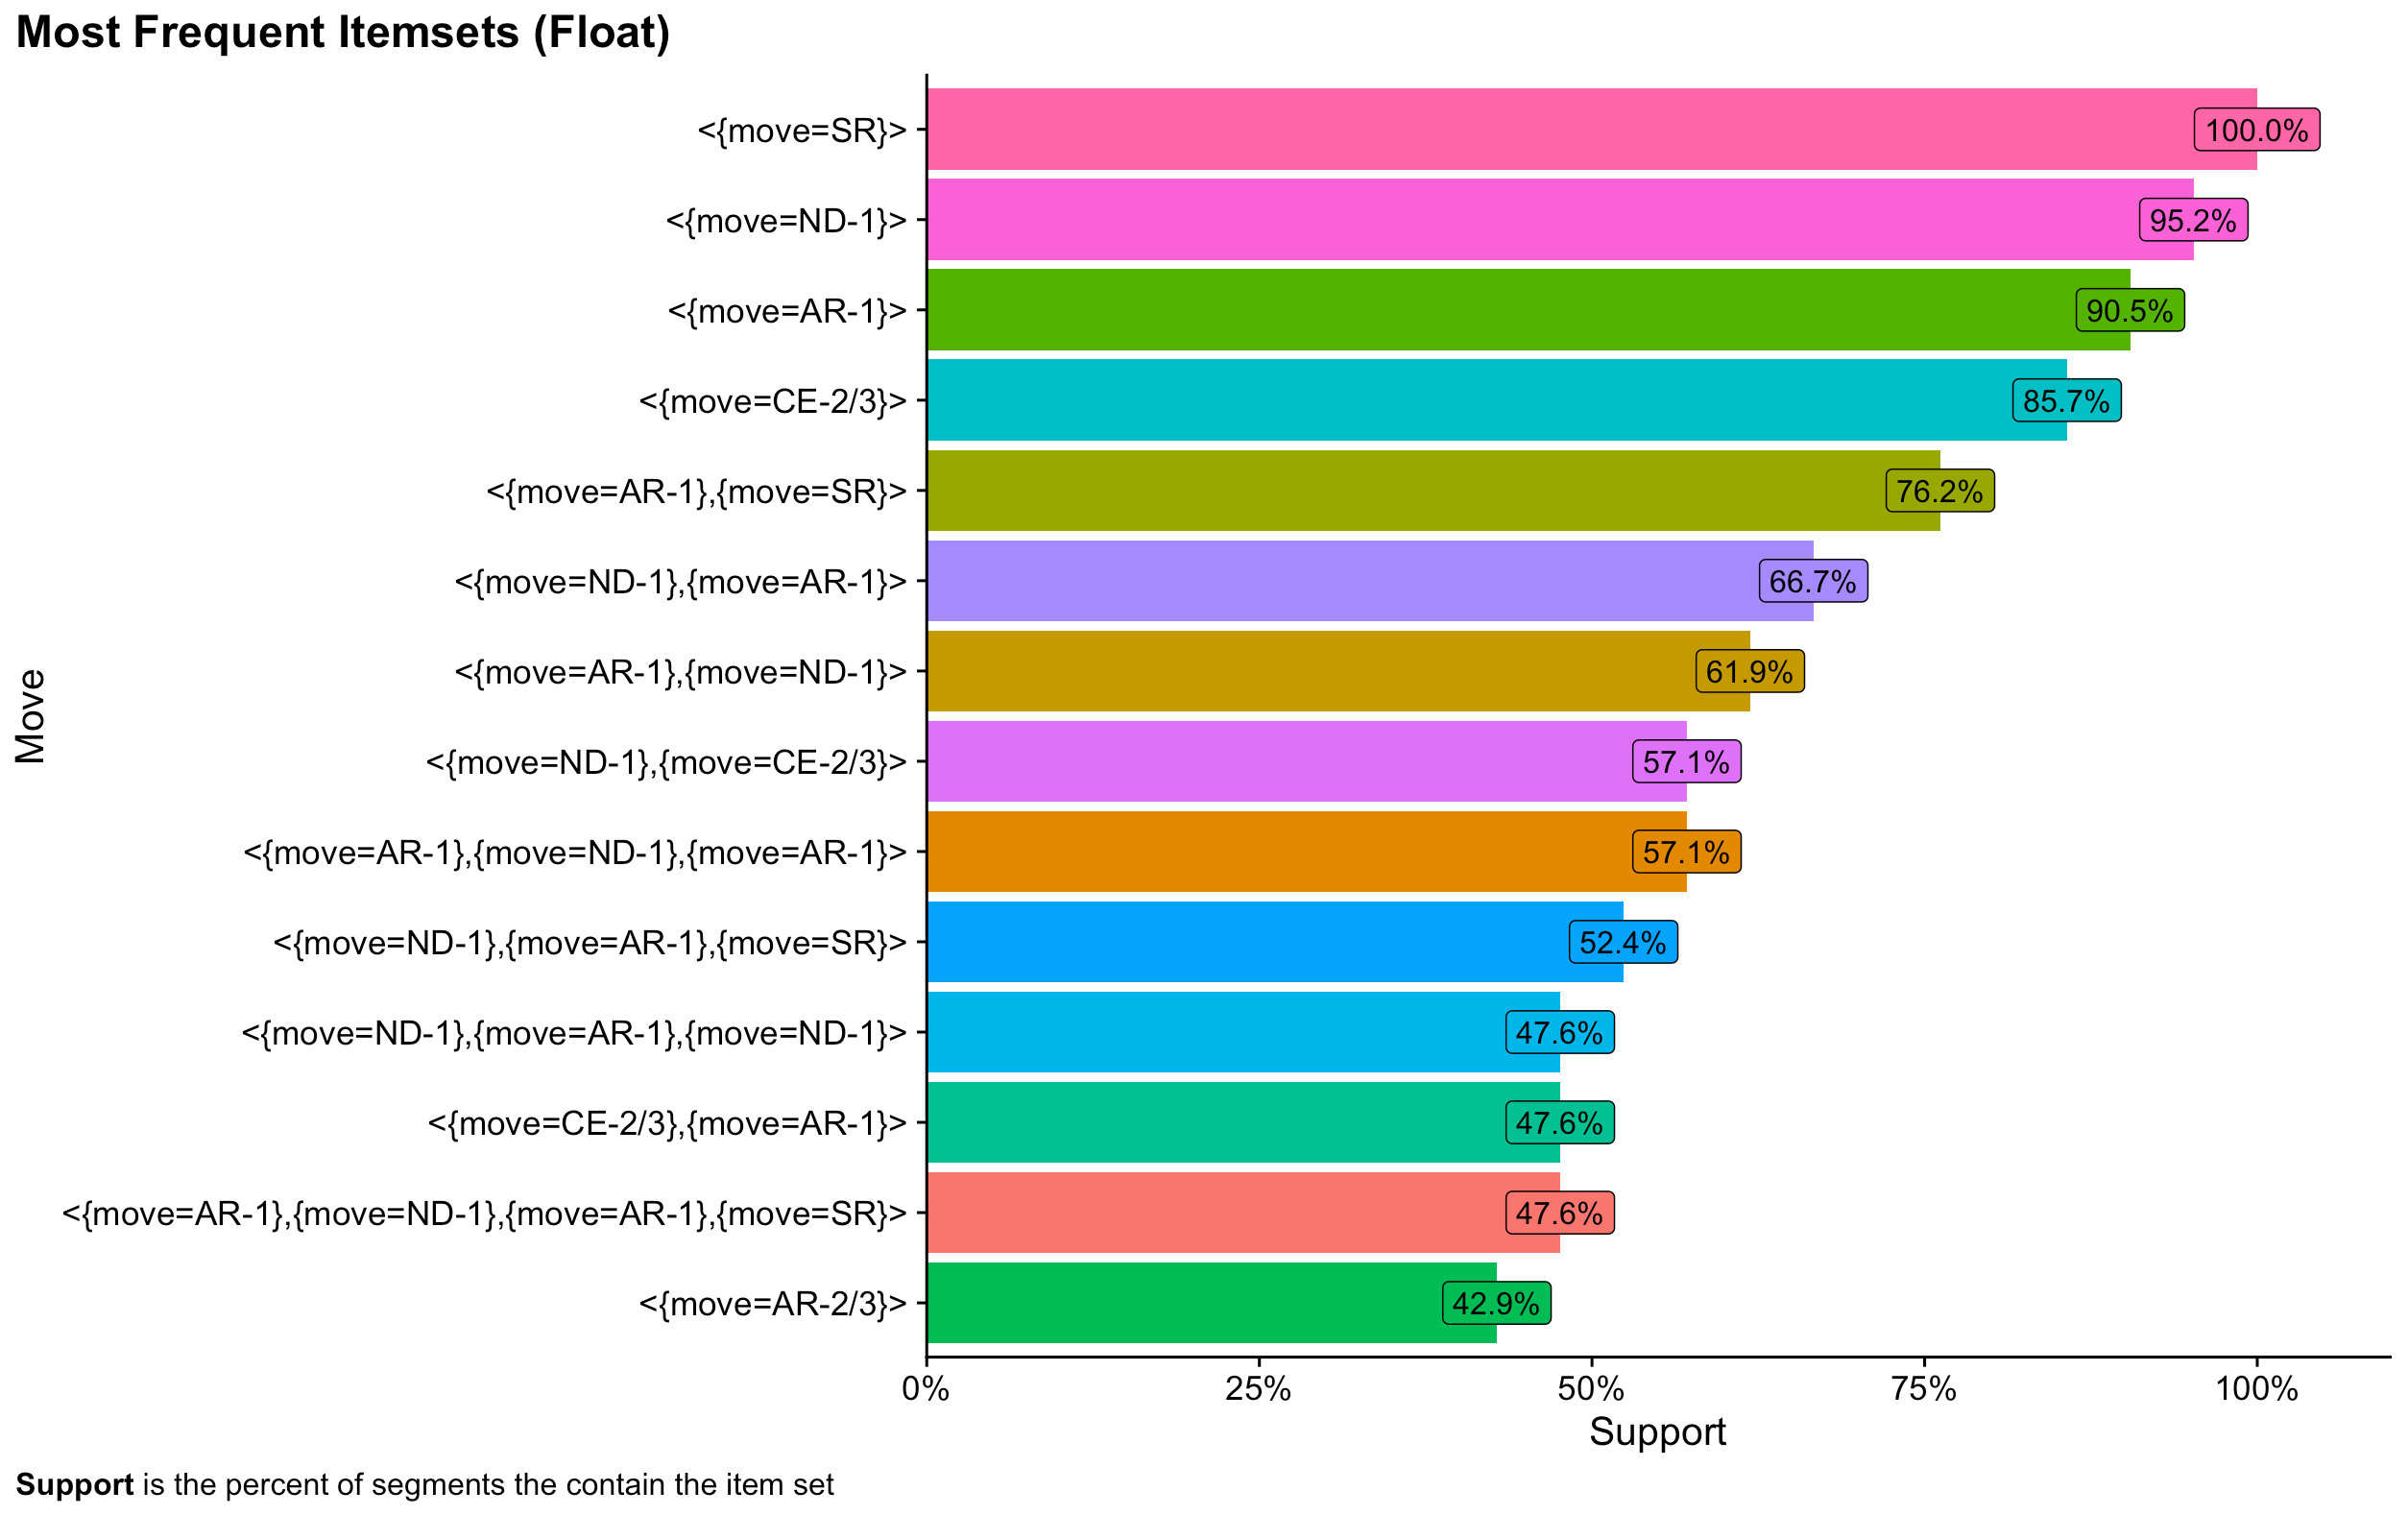 Most Frequent Itemsets (Float)
<{move=SR}>
100.0%
<{move=ND-1}>
95.2%
<{move=AR-1}>
90.5%
<{move=CE-2/3}>
85.7%
<{move=AR-1},{move=SR}>
76.2%
<{move=ND-1},{move=AR-1}>
66.7%
<{move=AR-1},{move=ND-1}>
61.9%
<{move=ND-1},{move=CE-2/3}>
57.1%
<{move=AR-1},{move=ND-1},{move=AR-1}>
57.1%
<{move=ND-1},{move=AR-1},{move=SR}>
52.4%
<{move=ND-1},{move=AR-1},{move=ND-1}>
47.6%
<{move=CE-2/3},{move=AR-1}>
47.6%
<{move=AR-1},{move=ND-1},{move=AR-1},{move=SR}>
47.6%
<{move=AR-2/3}>
42.9%
Move
0% 25% 50% 75% 100%
Support
Support is the percent of segments the contain the item set